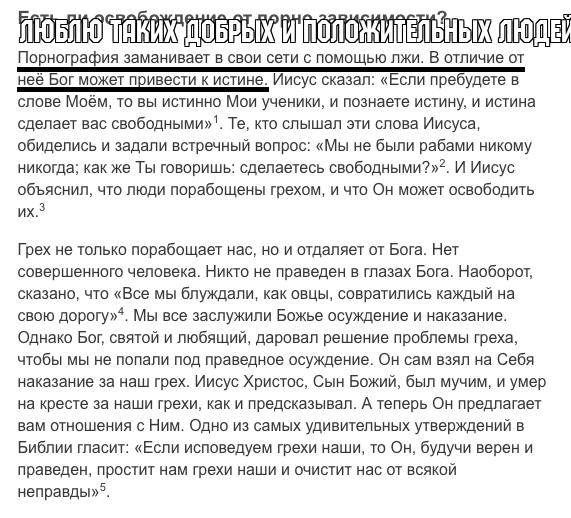 Есть ли освобождение от порно зависимости?
ЛЮБЛЮ ТАКИХ ДОБРЫХ И ПОЛОЖИТЕЛЬНЫХ ЛЮДЕЙ
Порнография заманивает в свои сети с помощью лжи. В отличие от
неё Бог может привести к истине. Иисус сказал: «Если пребудете в
слове Моём, то вы истинно Мои ученики, и познаете истину, и истина
сделает вас свободными»¹. Те, кто слышал эти слова Иисуса,
обиделись и задали встречный вопрос: «Мы не были рабами никому
никогда; как же Ты говоришь: сделаетесь свободными?»². И Иисус
объяснил, что люди порабощены грехом, и что Он может освободить
их.³
Грех не только порабощает нас, но и отдаляет от Бога. Нет
совершенного человека. Никто не праведен в глазах Бога. Наоборот,
сказано, что «Все мы блуждали, как овцы, совратились каждый на
свою дорогу»⁴. Мы все заслужили Божье осуждение и наказание.
Однако Бог, святой и любящий, даровал решение проблемы греха,
чтобы мы не попали под праведное осуждение. Он сам взял на Себя
наказание за наш грех. Иисус Христос, Сын Божий, был мучим, и умер
на кресте за наши грехи, как и предсказывал. А теперь Он предлагает
вам отношения с Ним. Одно из самых удивительных утверждений в
Библии гласит: «Если исповедуем грехи наши, то Он, будучи верен и
праведен, простит нам грехи наши и очистит нас от всякой
неправды»⁵.